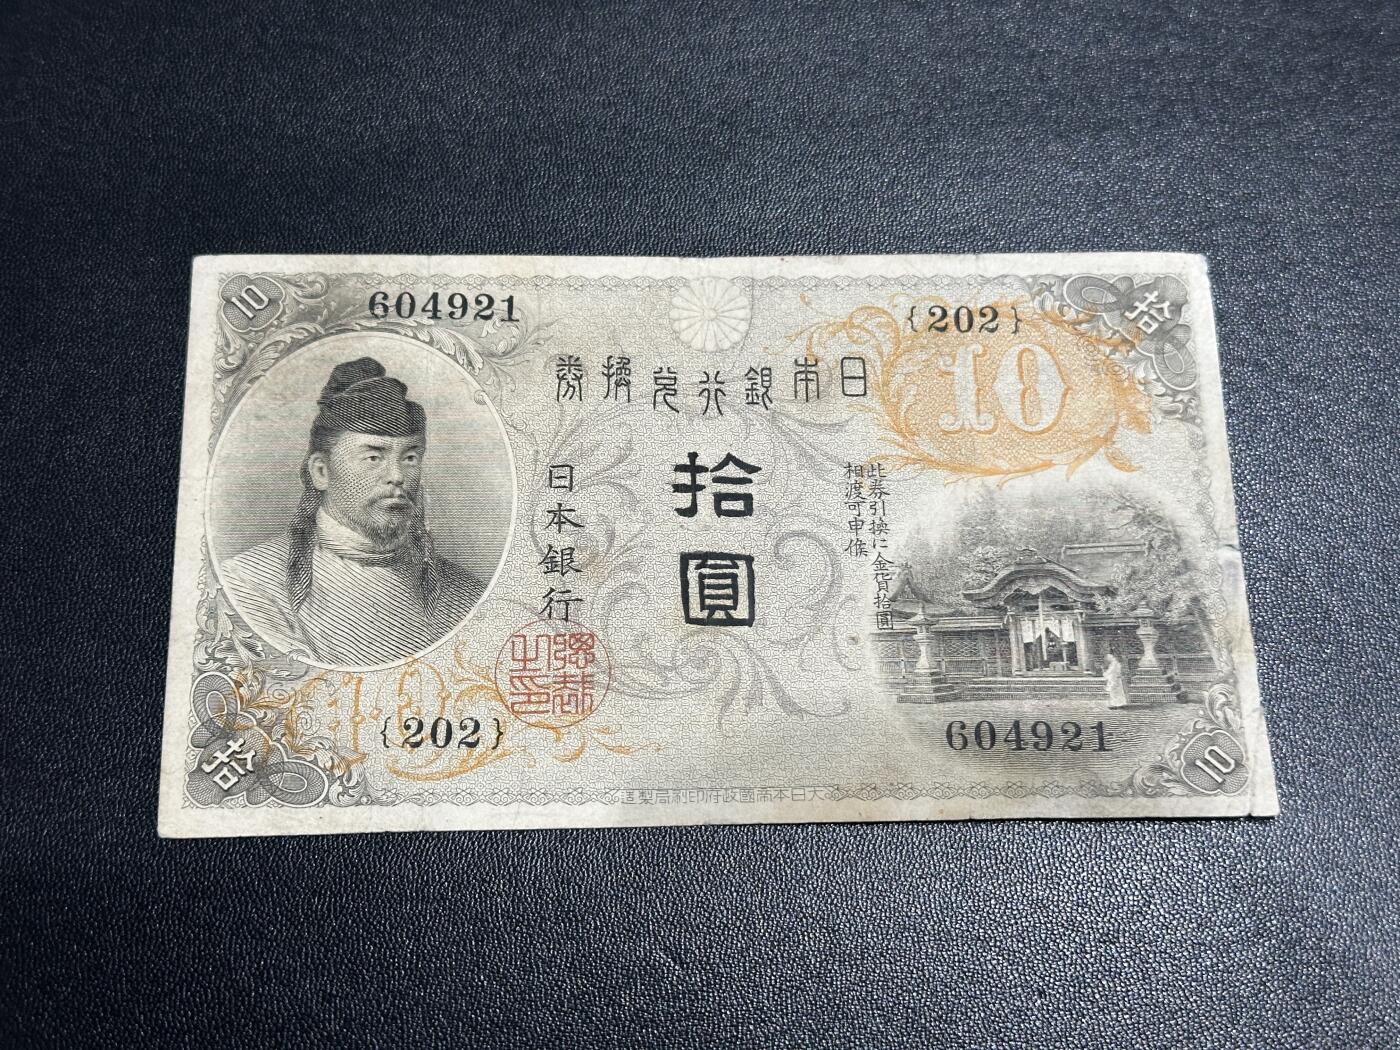 10
604921
{202}
拾
日本銀行兌換券
10
拾圓
日本銀行
此券引換に金貨拾圓
相渡可申候
10
{202}
604921
拾
10
大日本帝國政府印刷局製造